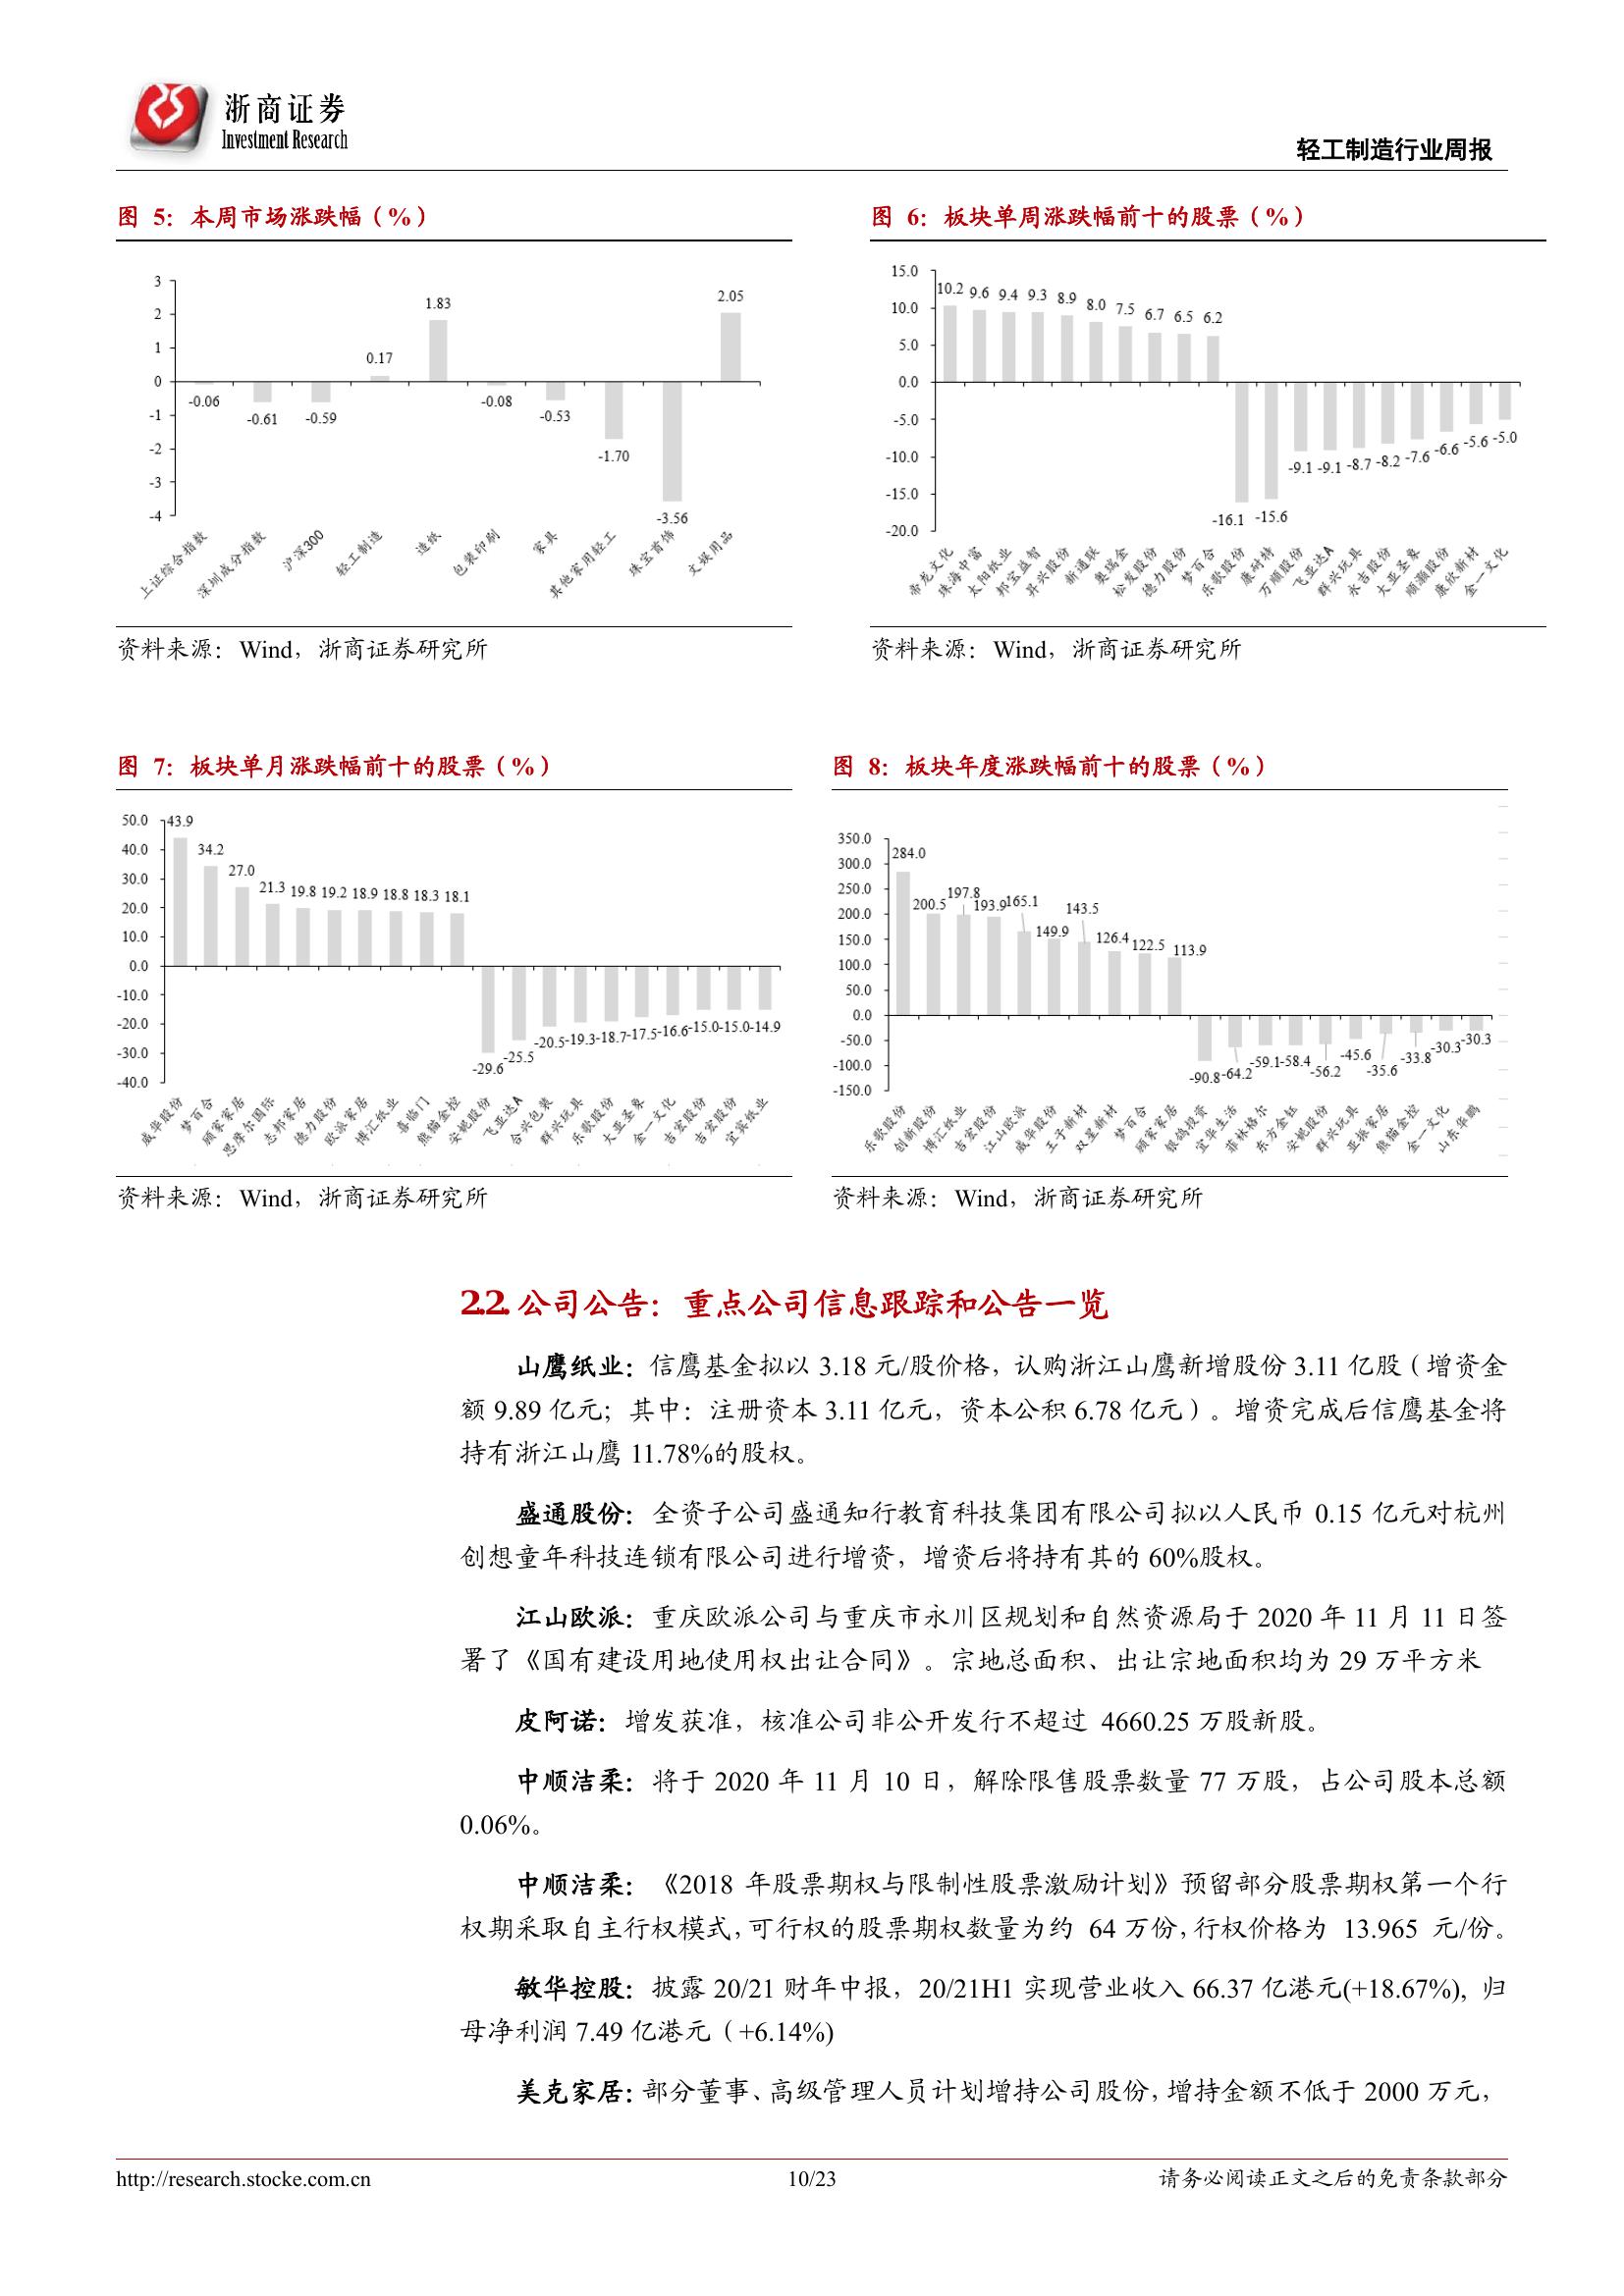 浙商证券
Investment Research
轻工制造行业周报
图 5：本周市场涨跌幅（%）
3
2
1
0
-1
-2
-3
-4
-0.06
-0.61
-0.59
0.17
1.83
-0.08
-0.53
-1.70
-3.56
2.05
上证综合指数
深圳成分指数
沪深300
轻工制造
造纸
包装印刷
家具
其他家用轻工
珠宝首饰
文娱用品
资料来源：Wind，浙商证券研究所
图 6：板块单周涨跌幅前十的股票（%）
15.0
10.0
5.0
0.0
-5.0
-10.0
-15.0
-20.0
10.2 9.6 9.4 9.3 8.9 8.0 7.5 6.7 6.5 6.2
-16.1 -15.6 -9.1 -9.1 -8.7 -8.2 -7.6 -6.6 -5.6 -5.0
帝龙文化
珠海中富
太阳纸业
邦宝益智
昇兴股份
新通联
奥瑞金
松发股份
德力股份
梦百合
乐歌股份
康耐特
万顺股份
飞亚达A
群兴玩具
永吉股份
大亚圣象
顺灏股份
康欣新材
金一文化
资料来源：Wind，浙商证券研究所
图 7：板块单月涨跌幅前十的股票（%）
50.0
40.0
30.0
20.0
10.0
0.0
-10.0
-20.0
-30.0
-40.0
43.9 34.2 27.0 21.3 19.8 19.2 18.9 18.8 18.3 18.1
-29.6 -25.5 -20.5 -19.3 -18.7 -17.5 -16.6 -15.0 -15.0 -14.9
威华股份
梦百合
顾家家居
思摩尔国际
志邦家居
德力股份
欧派家居
博汇纸业
喜临门
熊猫金控
安妮股份
飞亚达A
合兴包装
群兴玩具
乐歌股份
大亚圣象
金一文化
吉宏股份
吉宏股份
宜宾纸业
资料来源：Wind，浙商证券研究所
图 8：板块年度涨跌幅前十的股票（%）
350.0
300.0
250.0
200.0
150.0
100.0
50.0
0.0
-50.0
-100.0
-150.0
284.0 200.5 197.8 193.9 165.1 149.9 143.5 126.4 122.5 113.9
-90.8 -64.2 -59.1 -58.4 -56.2 -45.6 -35.6 -33.8 -30.3 -30.3
乐歌股份
创新股份
博汇纸业
吉宏股份
江山欧派
威华股份
王子新材
双星新材
梦百合
顾家家居
银鸽投资
宜华生活
菲林格尔
东方金钰
安妮股份
群兴玩具
亚振家居
熊猫金控
金一文化
山东华鹏
资料来源：Wind，浙商证券研究所
2.2. 公司公告：重点公司信息跟踪和公告一览
山鹰纸业：信鹰基金拟以 3.18 元/股价格，认购浙江山鹰新增股份 3.11 亿股（增资金
额 9.89 亿元；其中：注册资本 3.11 亿元，资本公积 6.78 亿元）。增资完成后信鹰基金将
持有浙江山鹰 11.78%的股权。
盛通股份：全资子公司盛通知行教育科技集团有限公司拟以人民币 0.15 亿元对杭州
创想童年科技连锁有限公司进行增资，增资后将持有其的 60%股权。
江山欧派：重庆欧派公司与重庆市永川区规划和自然资源局于 2020 年 11 月 11 日签
署了《国有建设用地使用权出让合同》。宗地总面积、出让宗地面积均为 29 万平方米
皮阿诺：增发获准，核准公司非公开发行不超过 4660.25 万股新股。
中顺洁柔：将于 2020 年 11 月 10 日，解除限售股票数量 77 万股，占公司股本总额
0.06%。
中顺洁柔：《2018 年股票期权与限制性股票激励计划》预留部分股票期权第一个行
权期采取自主行权模式，可行权的股票期权数量为约 64 万份，行权价格为 13.965 元/份。
敏华控股：披露 20/21 财年中报，20/21H1 实现营业收入 66.37 亿港元(+18.67%)，归
母净利润 7.49 亿港元（+6.14%)
美克家居：部分董事、高级管理人员计划增持公司股份，增持金额不低于 2000 万元，
http://research.stocke.com.cn
10/23
请务必阅读正文之后的免责条款部分